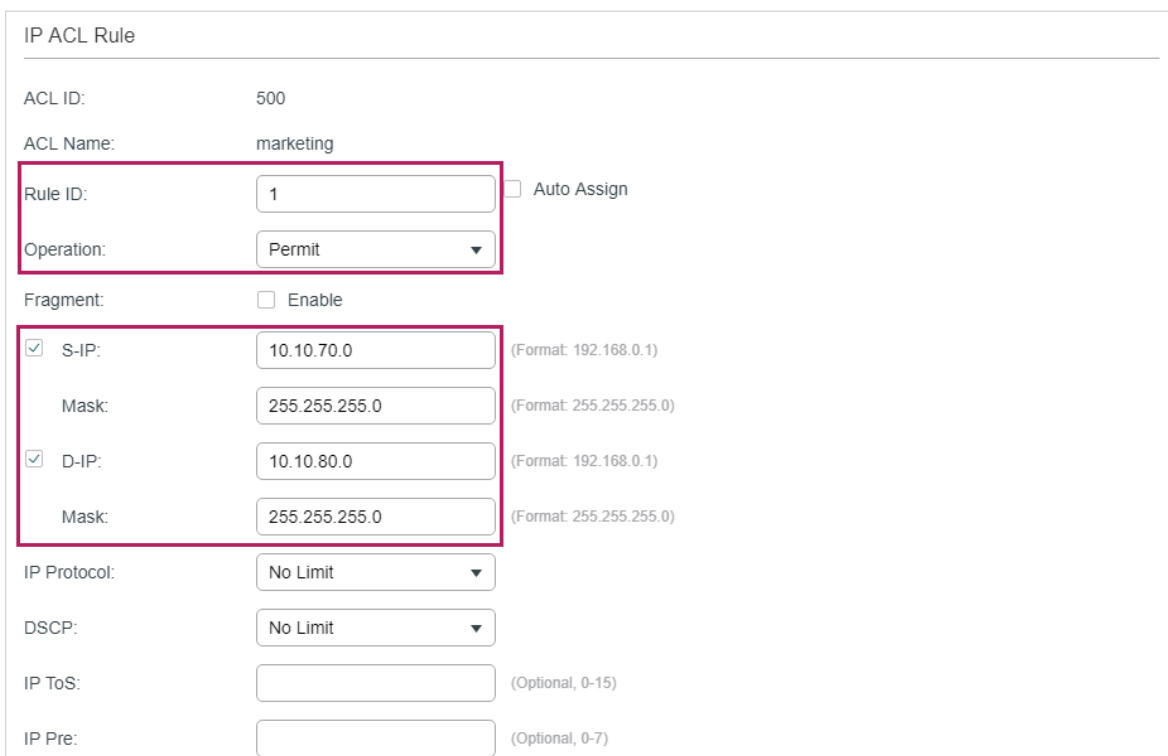 IP ACL Rule
ACL ID: 500
ACL Name: marketing
Rule ID: 1 Auto Assign
Operation: Permit
Fragment: Enable
S-IP: 10.10.70.0 (Format: 192.168.0.1)
Mask: 255.255.255.0 (Format: 255.255.255.0)
D-IP: 10.10.80.0 (Format: 192.168.0.1)
Mask: 255.255.255.0 (Format: 255.255.255.0)
IP Protocol: No Limit
DSCP: No Limit
IP ToS: (Optional, 0-15)
IP Pre: (Optional, 0-7)